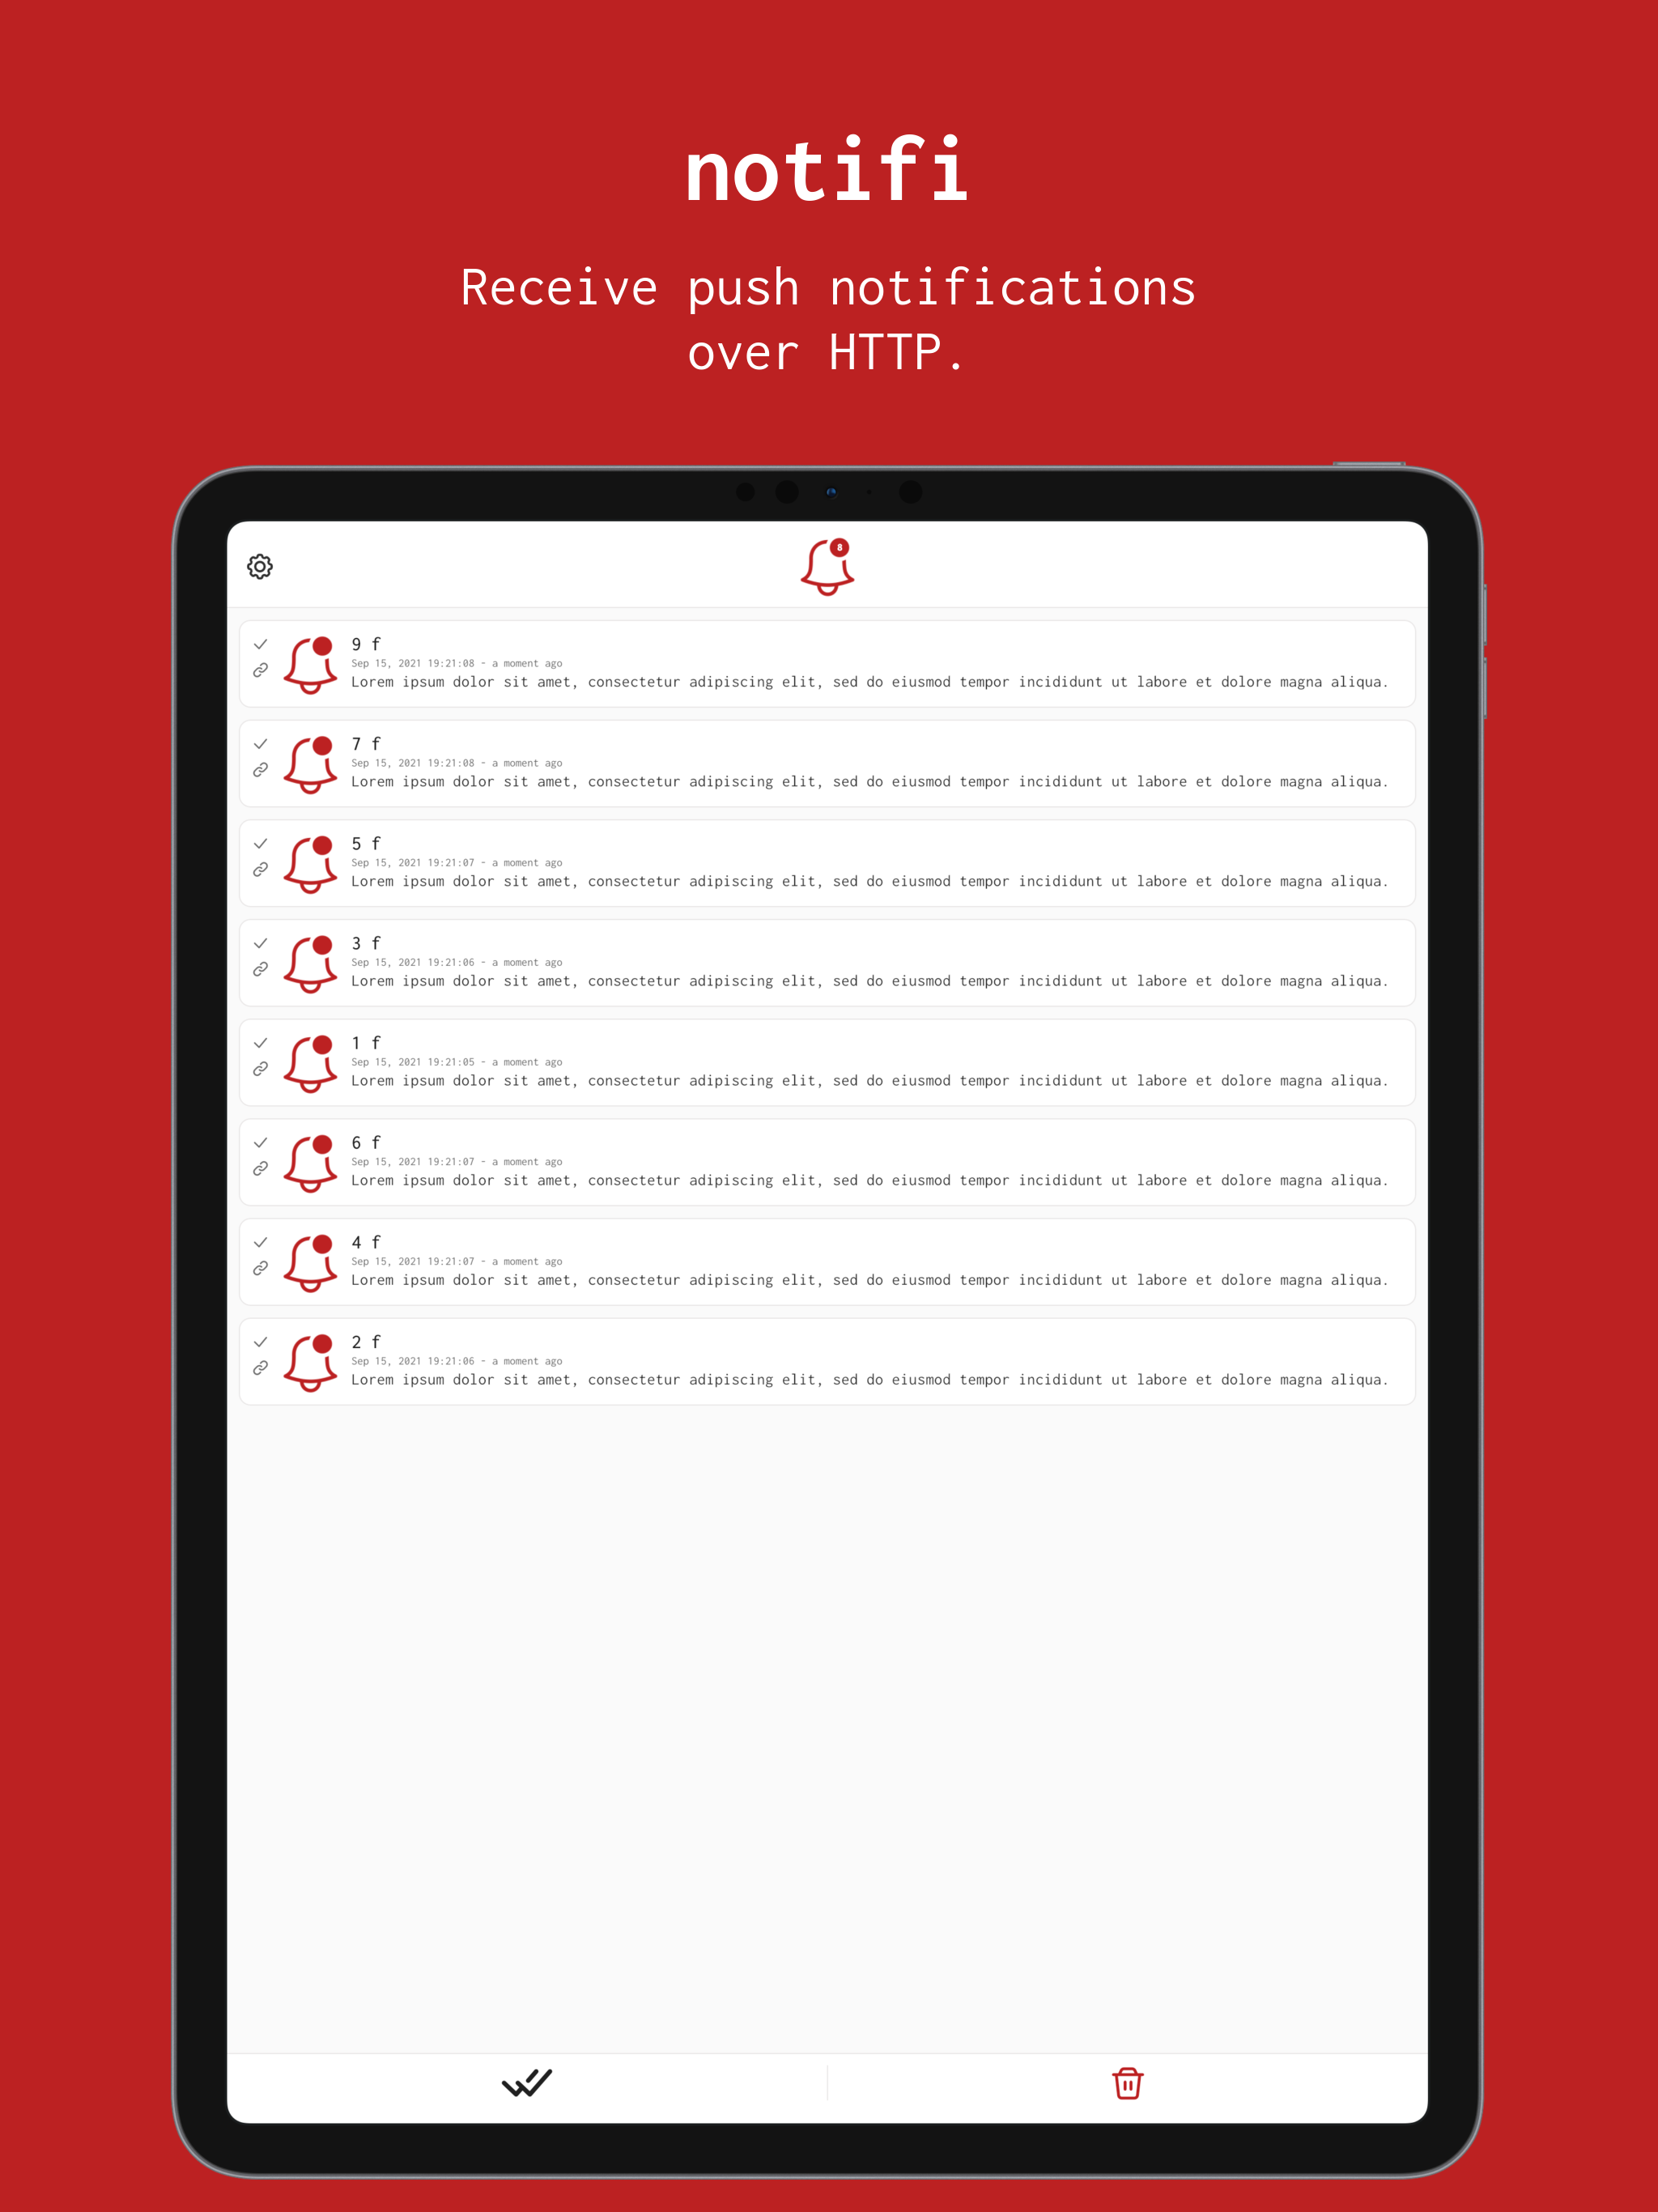 notifi
Receive push notifications
over HTTP.
8
9 f
Sep 15, 2021 19:21:08 - a moment ago
Lorem ipsum dolor sit amet, consectetur adipiscing elit, sed do eiusmod tempor incididunt ut labore et dolore magna aliqua.
7 f
Sep 15, 2021 19:21:08 - a moment ago
Lorem ipsum dolor sit amet, consectetur adipiscing elit, sed do eiusmod tempor incididunt ut labore et dolore magna aliqua.
5 f
Sep 15, 2021 19:21:07 - a moment ago
Lorem ipsum dolor sit amet, consectetur adipiscing elit, sed do eiusmod tempor incididunt ut labore et dolore magna aliqua.
3 f
Sep 15, 2021 19:21:06 - a moment ago
Lorem ipsum dolor sit amet, consectetur adipiscing elit, sed do eiusmod tempor incididunt ut labore et dolore magna aliqua.
1 f
Sep 15, 2021 19:21:05 - a moment ago
Lorem ipsum dolor sit amet, consectetur adipiscing elit, sed do eiusmod tempor incididunt ut labore et dolore magna aliqua.
6 f
Sep 15, 2021 19:21:07 - a moment ago
Lorem ipsum dolor sit amet, consectetur adipiscing elit, sed do eiusmod tempor incididunt ut labore et dolore magna aliqua.
4 f
Sep 15, 2021 19:21:07 - a moment ago
Lorem ipsum dolor sit amet, consectetur adipiscing elit, sed do eiusmod tempor incididunt ut labore et dolore magna aliqua.
2 f
Sep 15, 2021 19:21:06 - a moment ago
Lorem ipsum dolor sit amet, consectetur adipiscing elit, sed do eiusmod tempor incididunt ut labore et dolore magna aliqua.